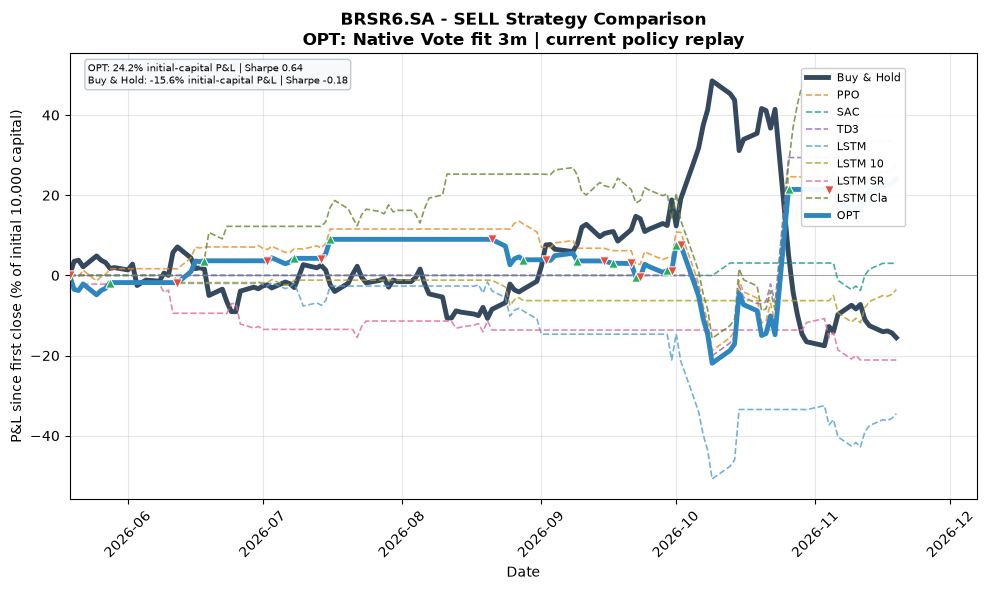 BRSR6.SA - SELL Strategy Comparison
OPT: Native Vote fit 3m | current policy replay
OPT: 24.2% initial-capital P&L | Sharpe 0.64
Buy & Hold: -15.6% initial-capital P&L | Sharpe -0.18
Buy & Hold
PPO
SAC
TD3
LSTM
LSTM 10
LSTM SR
LSTM Cla
OPT
P&L since first close (% of initial 10,000 capital)
40
20
0
−20
−40
2026-06
2026-07
2026-08
2026-09
2026-10
2026-11
2026-12
Date